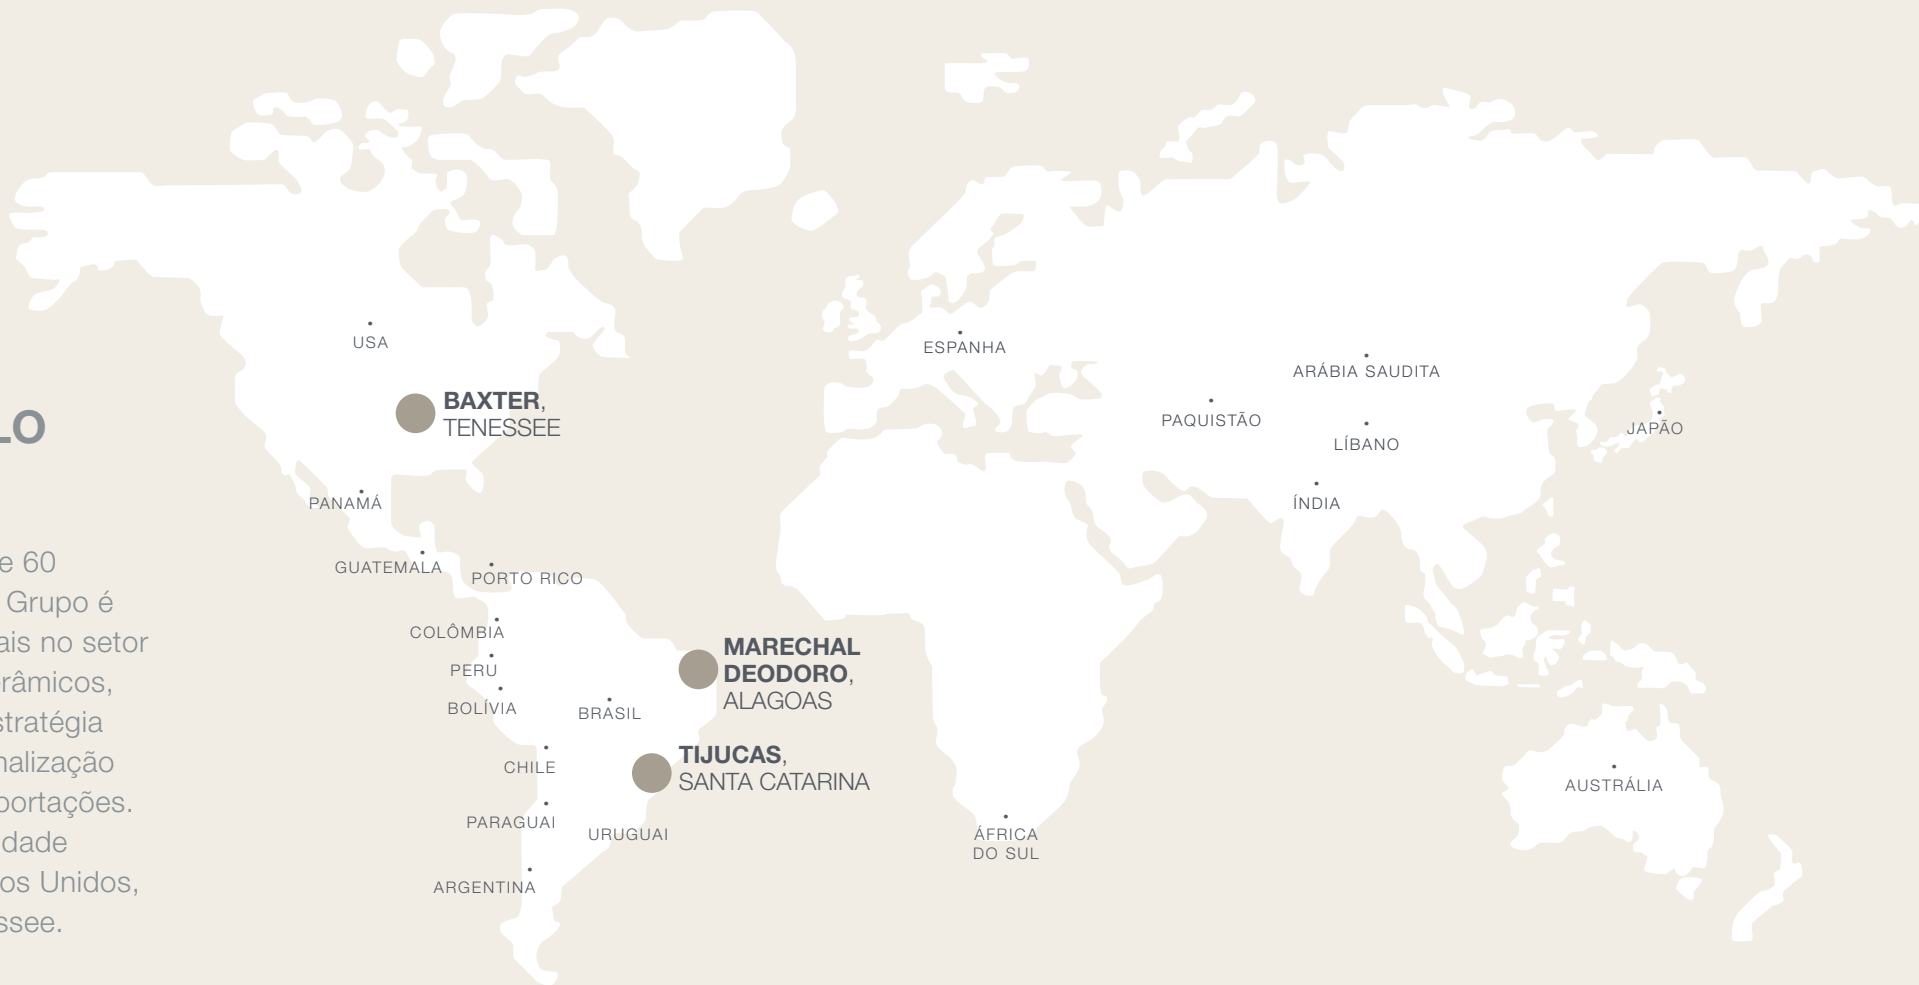 LO
e 60
Grupo é
ais no setor
râmicos,
stratégia
nalização
portações.
idade
os Unidos,
ssee.
USA
BAXTER,
TENESSEE
PANAMÁ
GUATEMALA
PORTO RICO
COLÔMBIA
PERU
BOLÍVIA
BRASIL
MARECHAL
DEODORO,
ALAGOAS
TIJUCAS,
SANTA CATARINA
CHILE
PARAGUAI
URUGUAI
ARGENTINA
ESPANHA
ÁFRICA
DO SUL
ARÁBIA SAUDITA
PAQUISTÃO
LÍBANO
ÍNDIA
JAPÃO
AUSTRÁLIA